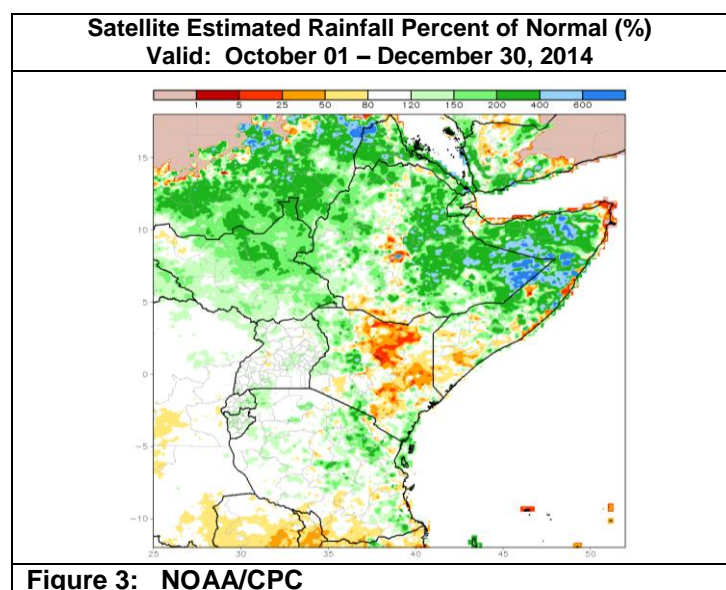 Satellite Estimated Rainfall Percent of Normal (%)
Valid: October 01 – December 30, 2014
1 5 25 50 80 120 150 200 400 600
15
10
5
0
−5
−10
25 30 35 40 45 50
Figure 3: NOAA/CPC